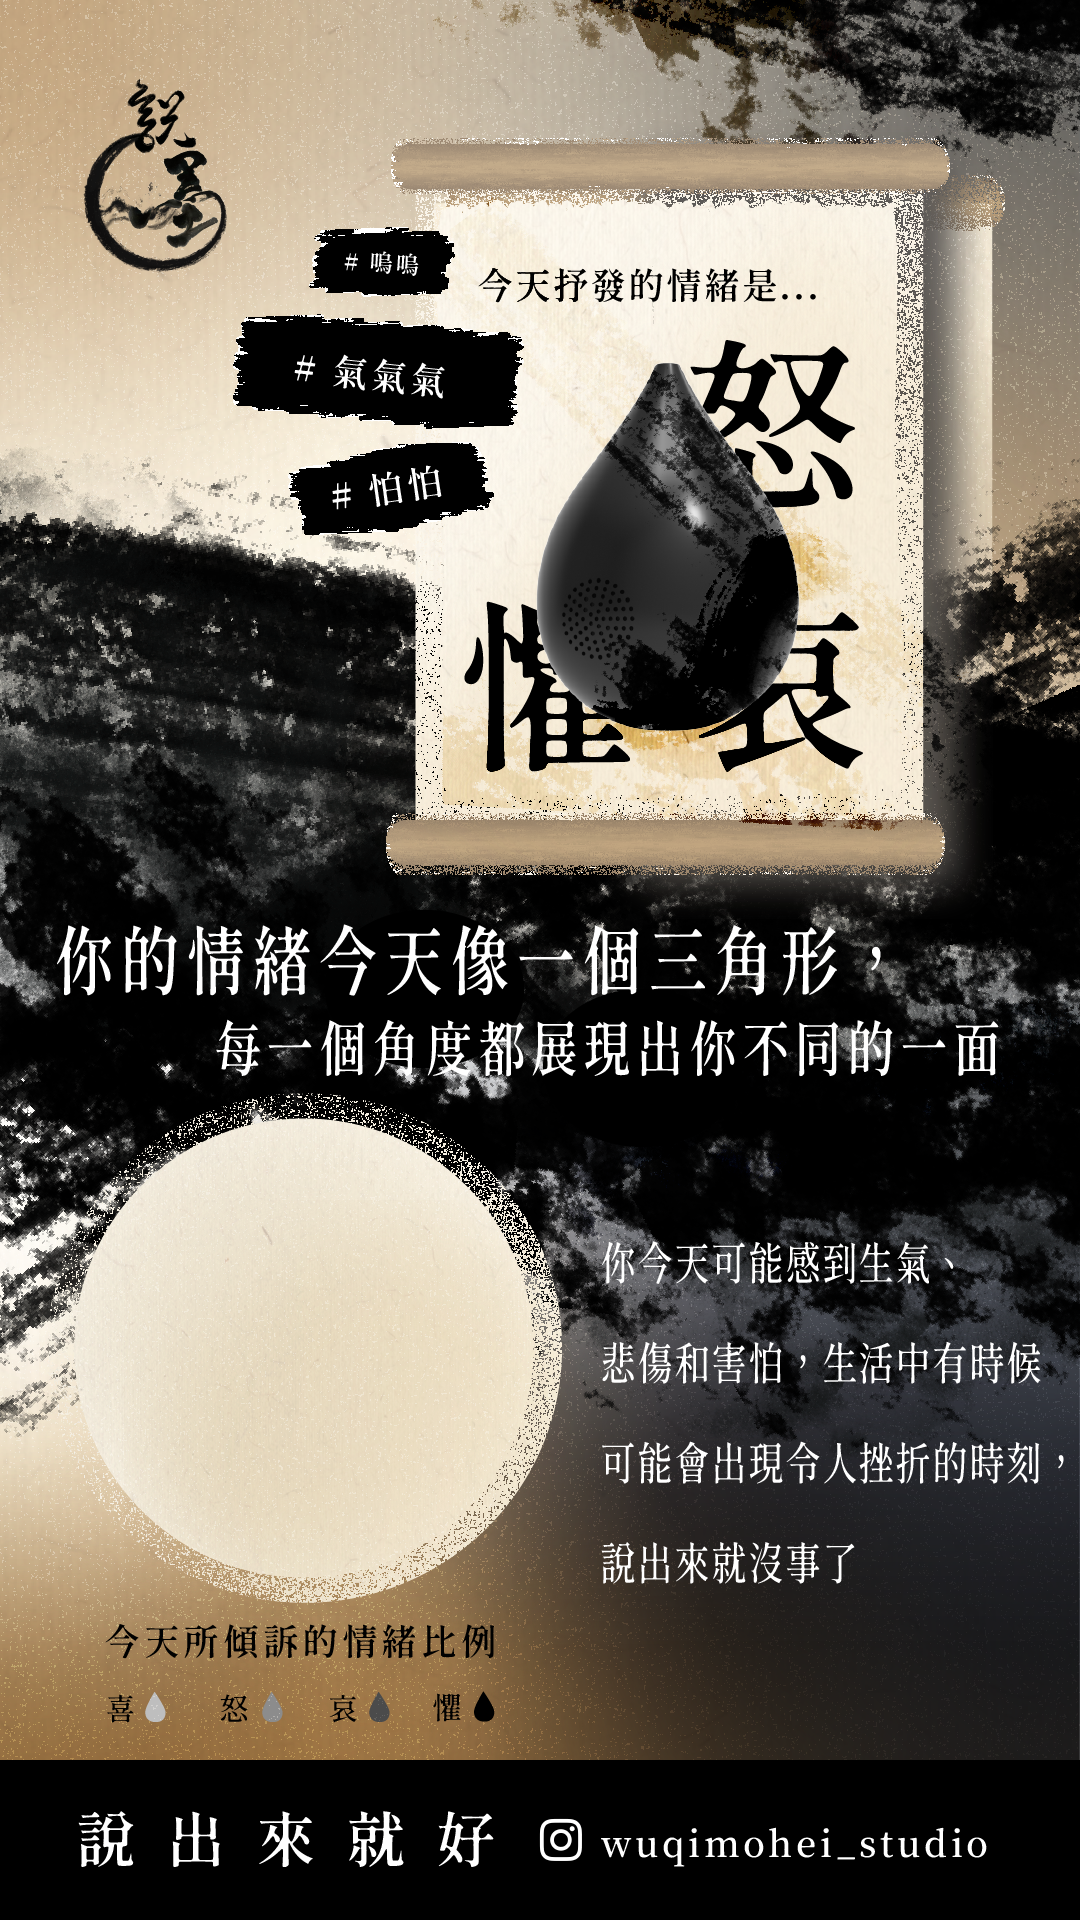 說墨
# 嗚嗚
# 氣氣氣
# 怕怕
今天抒發的情緒是...
怒
懼 哀
你的情緒今天像一個三角形，
每一個角度都展現出你不同的一面
你今天可能感到生氣、
悲傷和害怕，生活中有時候
可能會出現令人挫折的時刻，
說出來就沒事了
今天所傾訴的情緒比例
喜 怒 哀 懼
說出來就好 wuqimohei_studio